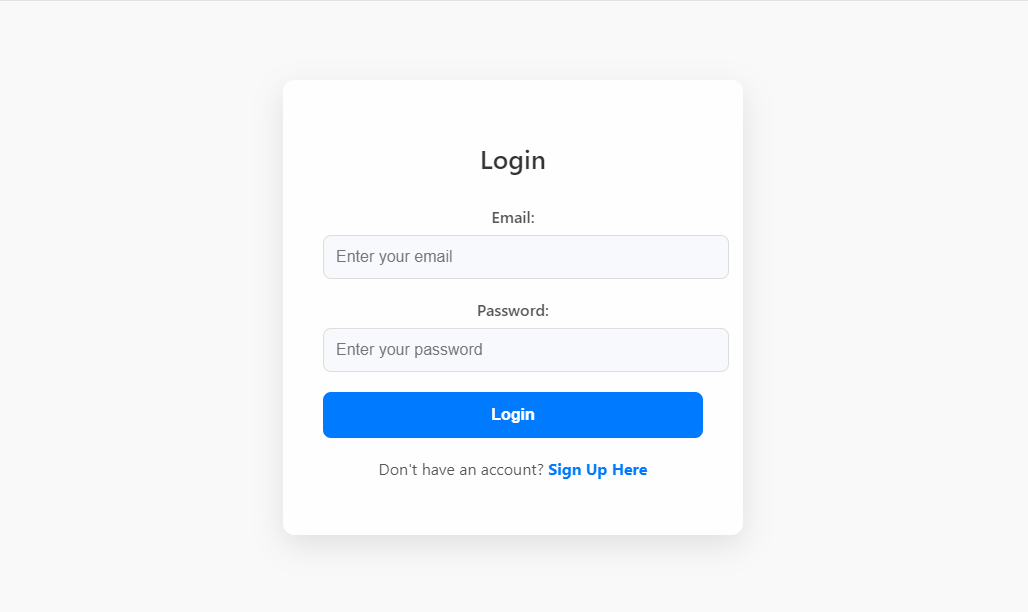 Login
Email:
Enter your email
Password:
Enter your password
Login
Don't have an account? Sign Up Here